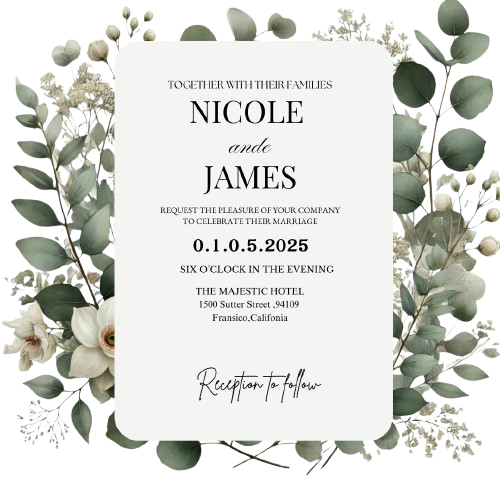 TOGETHER WITH THEIR FAMILIES
NICOLE
ande
JAMES
REQUEST THE PLEASURE OF YOUR COMPANY
TO CELEBRATE THEIR MARRIAGE
0.1.0.5.2025
SIX O'CLOCK IN THE EVENING
THE MAJESTIC HOTEL
1500 Sutter Street ,94109
Fransico,Califonia
Reception to follow